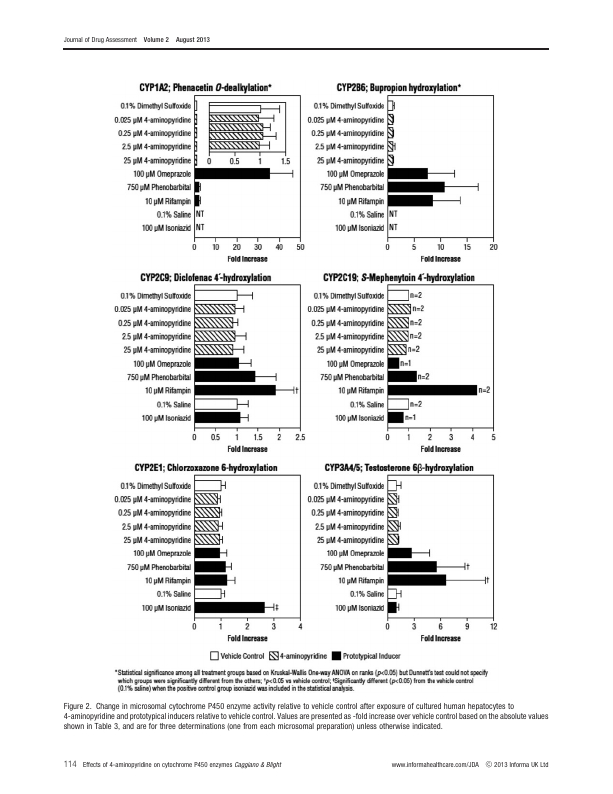 Journal of Drug Assessment Volume 2 August 2013
CYP1A2; Phenacetin O-dealkylation*
0.1% Dimethyl Sulfoxide
0.025 μM 4-aminopyridine
0.25 μM 4-aminopyridine
2.5 μM 4-aminopyridine
25 μM 4-aminopyridine
100 μM Omeprazole
750 μM Phenobarbital
10 μM Rifampin
0.1% Saline NT
100 μM Isoniazid NT
0 0.5 1 1.5
0 10 20 30 40 50
Fold Increase
CYP2B6; Bupropion hydroxylation*
0.1% Dimethyl Sulfoxide
0.025 μM 4-aminopyridine
0.25 μM 4-aminopyridine
2.5 μM 4-aminopyridine
25 μM 4-aminopyridine
100 μM Omeprazole
750 μM Phenobarbital
10 μM Rifampin
0.1% Saline NT
100 μM Isoniazid NT
0 5 10 15 20
Fold Increase
CYP2C9; Diclofenac 4′-hydroxylation
0.1% Dimethyl Sulfoxide
0.025 μM 4-aminopyridine
0.25 μM 4-aminopyridine
2.5 μM 4-aminopyridine
25 μM 4-aminopyridine
100 μM Omeprazole
750 μM Phenobarbital
10 μM Rifampin †
0.1% Saline
100 μM Isoniazid
0 0.5 1 1.5 2 2.5
Fold Increase
CYP2C19; S-Mephenytoin 4′-hydroxylation
0.1% Dimethyl Sulfoxide n=2
0.025 μM 4-aminopyridine n=2
0.25 μM 4-aminopyridine n=2
2.5 μM 4-aminopyridine n=2
25 μM 4-aminopyridine n=2
100 μM Omeprazole n=1
750 μM Phenobarbital n=2
10 μM Rifampin n=2
0.1% Saline n=2
100 μM Isoniazid n=1
0 1 2 3 4 5
Fold Increase
CYP2E1; Chlorzoxazone 6-hydroxylation
0.1% Dimethyl Sulfoxide
0.025 μM 4-aminopyridine
0.25 μM 4-aminopyridine
2.5 μM 4-aminopyridine
25 μM 4-aminopyridine
100 μM Omeprazole
750 μM Phenobarbital
10 μM Rifampin
0.1% Saline
100 μM Isoniazid ‡
0 1 2 3 4
Fold Increase
CYP3A4/5; Testosterone 6β-hydroxylation
0.1% Dimethyl Sulfoxide
0.025 μM 4-aminopyridine
0.25 μM 4-aminopyridine
2.5 μM 4-aminopyridine
25 μM 4-aminopyridine
100 μM Omeprazole
750 μM Phenobarbital †
10 μM Rifampin †
0.1% Saline
100 μM Isoniazid
0 3 6 9 12
Fold Increase
Vehicle Control 4-aminopyridine Prototypical Inducer
*Statistical significance among all treatment groups based on Kruskal-Wallis One-way ANOVA on ranks (p<0.05) but Dunnett's test could not specify
which groups were significantly different from the others; †p<0.05 vs vehicle control; ‡Significantly different (p<0.05) from the vehicle control
(0.1% saline) when the positive control group isoniazid was included in the statistical analysis.
Figure 2. Change in microsomal cytochrome P450 enzyme activity relative to vehicle control after exposure of cultured human hepatocytes to
4-aminopyridine and prototypical inducers relative to vehicle control. Values are presented as -fold increase over vehicle control based on the absolute values
shown in Table 3, and are for three determinations (one from each microsomal preparation) unless otherwise indicated.
114 Effects of 4-aminopyridine on cytochrome P450 enzymes Caggiano & Blight
www.informahealthcare.com/JDA © 2013 Informa UK Ltd